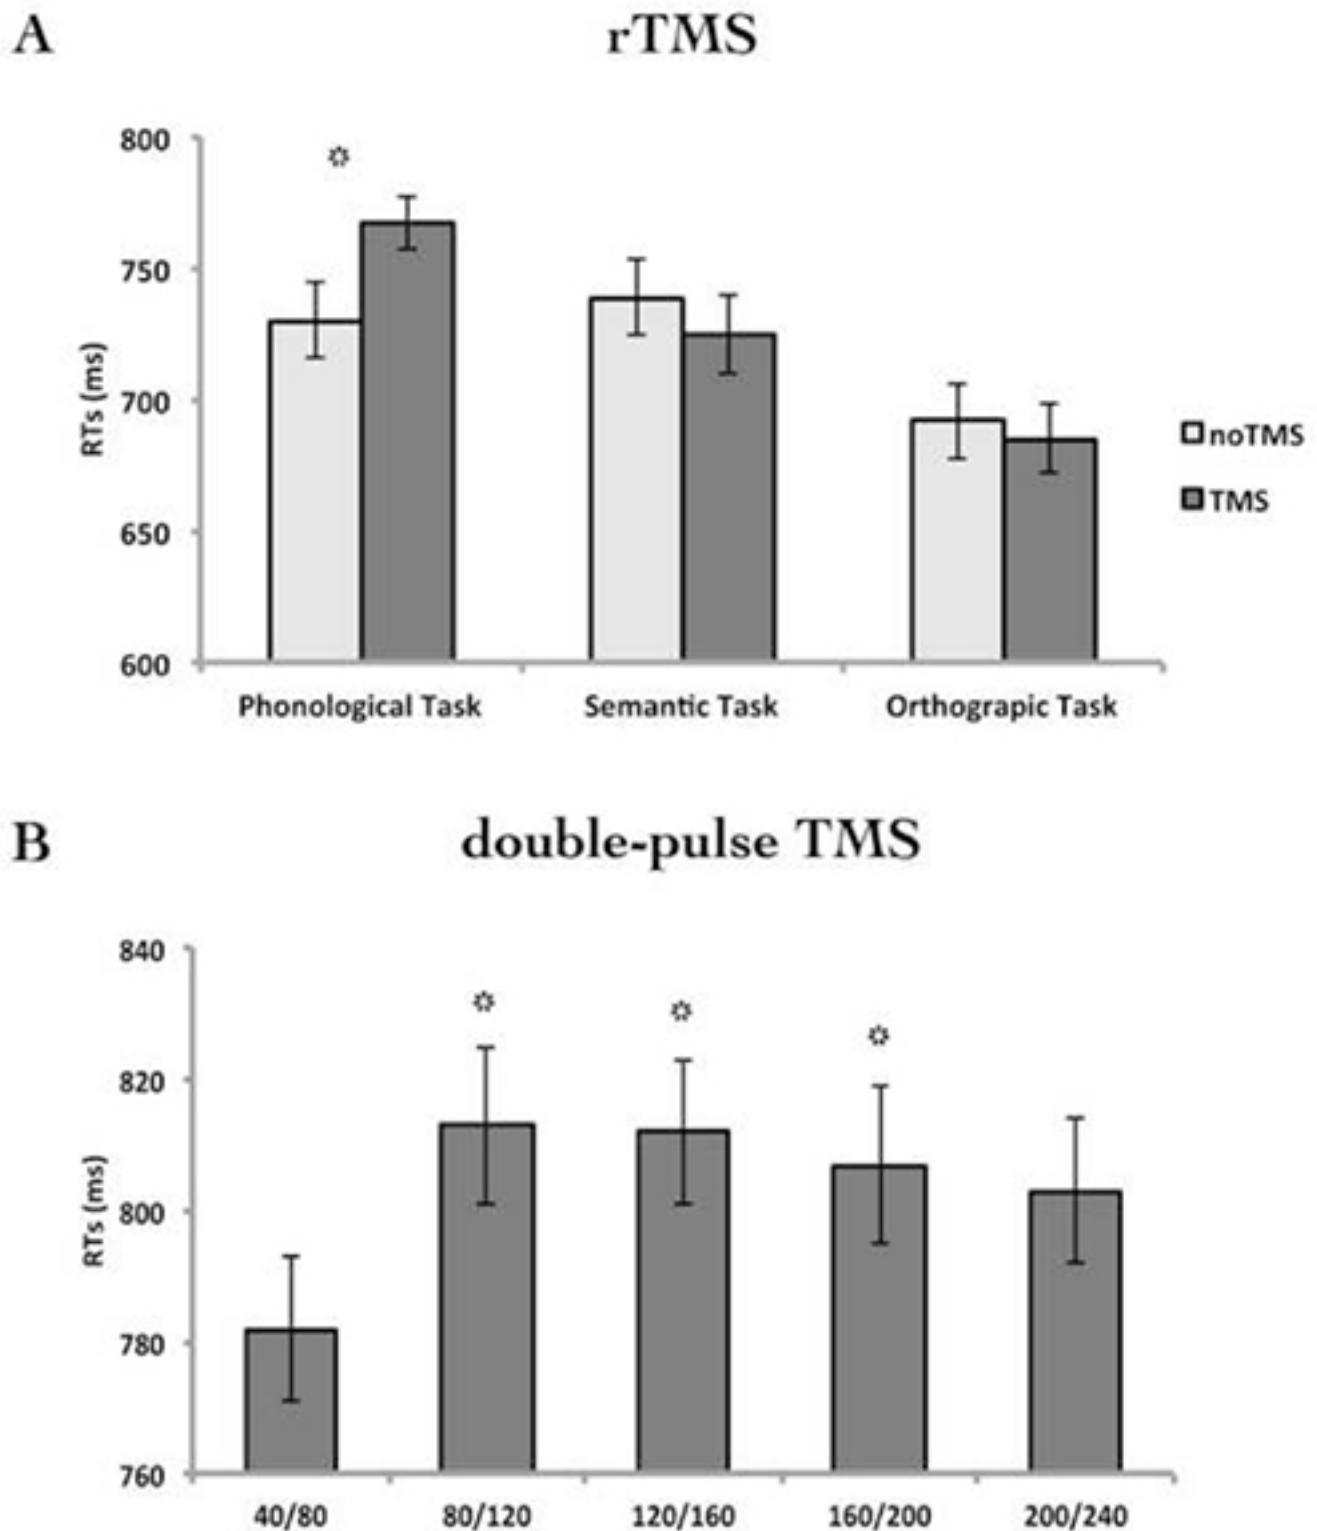 A
rTMS
800
750
700
650
600
RTs (ms)
noTMS
TMS
Phonological Task
Semantic Task
Orthograpic Task
B
double-pulse TMS
840
820
800
780
760
RTs (ms)
40/80
80/120
120/160
160/200
200/240